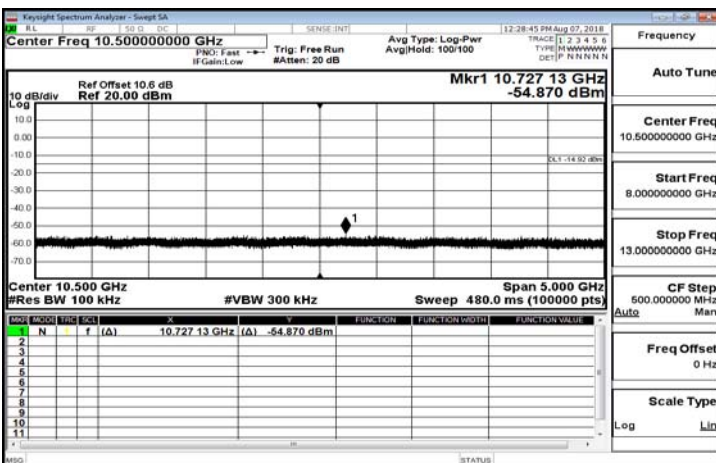 Keysight Spectrum Analyzer - Swept SA
RL RF 50 Ω DC SENSE:INT 12:28:45 PM Aug 07, 2018
Center Freq 10.500000000 GHz
PNO: Fast
IFGain:Low
Trig: Free Run
#Atten: 20 dB
Avg Type: Log-Pwr
Avg|Hold: 100/100
TRACE 1 2 3 4 5 6
TYPE M WWWWW
DET P NNNNN
Ref Offset 10.6 dB
Ref 20.00 dBm
10 dB/div
Log
Mkr1 10.727 13 GHz
-54.870 dBm
10.0
0.00
-10.0
DL1 -14.92 dBm
-20.0
-30.0
-40.0
-50.0
1
-60.0
-70.0
Center 10.500 GHz Span 5.000 GHz
#Res BW 100 kHz #VBW 300 kHz Sweep 480.0 ms (100000 pts)
MKR MODE TRC SCL X Y FUNCTION FUNCTION WIDTH FUNCTION VALUE
1 N f (Δ) 10.727 13 GHz (Δ) -54.870 dBm
2
3
4
5
6
7
8
9
10
11
MSG STATUS
Frequency
Auto Tune
Center Freq
10.500000000 GHz
Start Freq
8.000000000 GHz
Stop Freq
13.000000000 GHz
CF Step
500.000000 MHz
Auto Man
Freq Offset
0 Hz
Scale Type
Log Lin